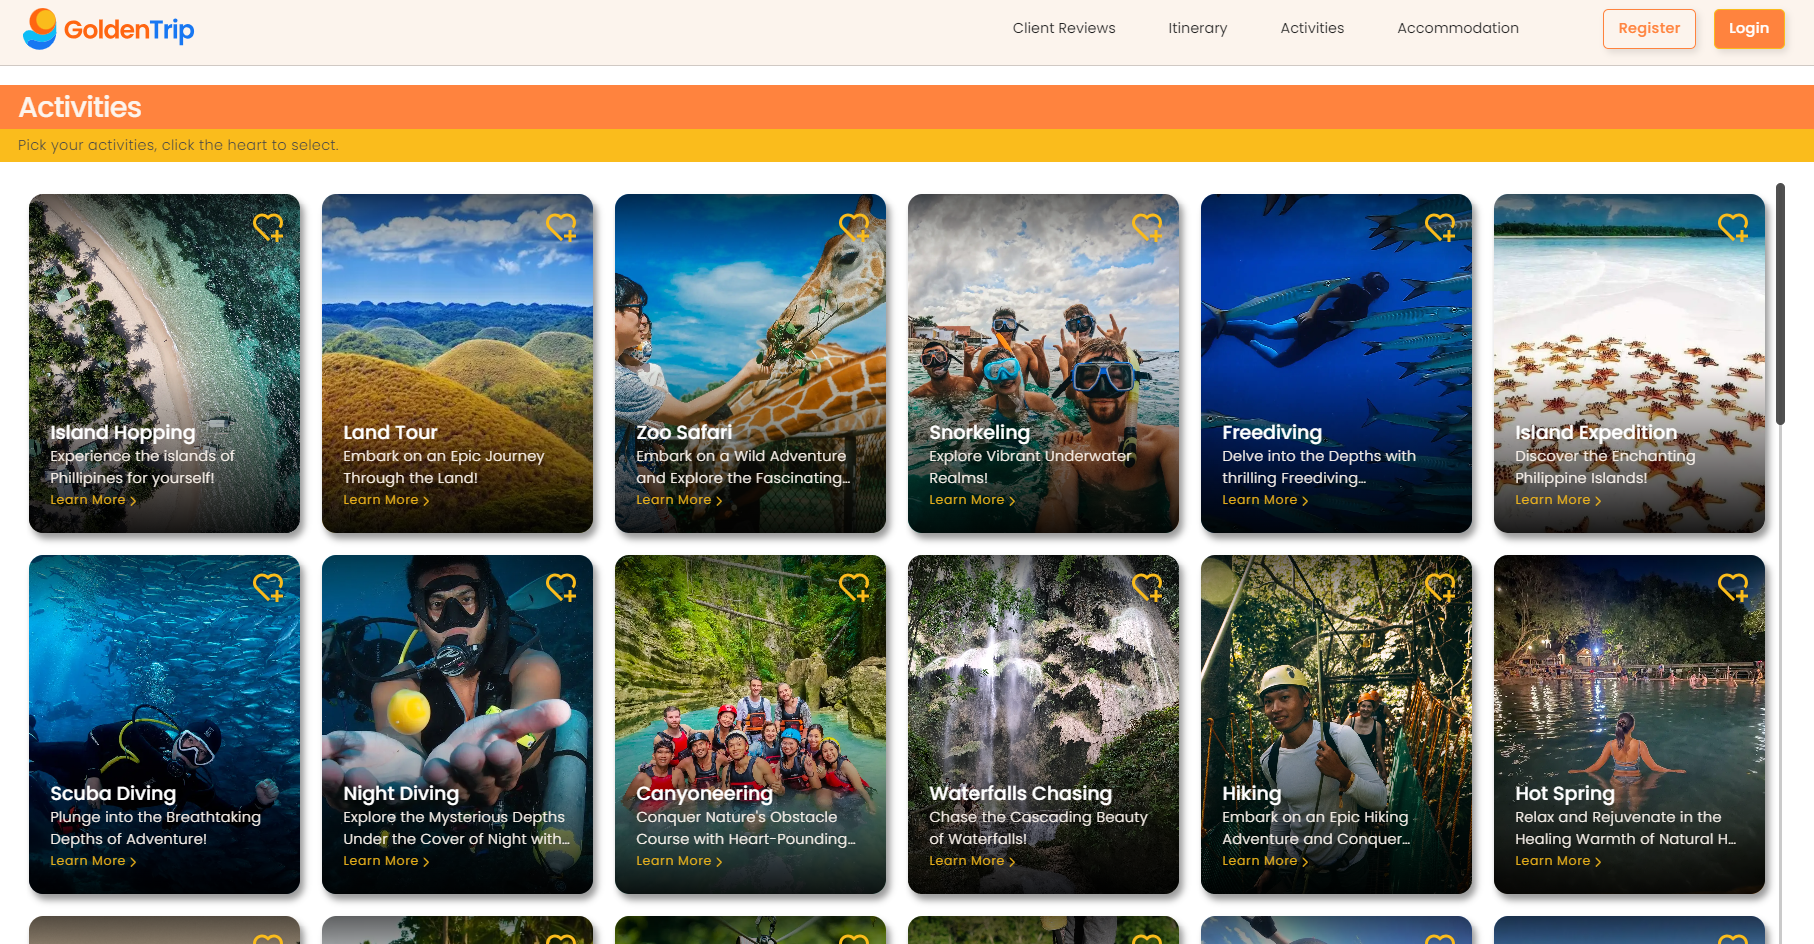 GoldenTrip
Client Reviews
Itinerary
Activities
Accommodation
Register
Login
Activities
Pick your activities, click the heart to select.
Island Hopping
Experience the islands of
Phillipines for yourself!
Learn More
Land Tour
Embark on an Epic Journey
Through the Land!
Learn More
Zoo Safari
Embark on a Wild Adventure
and Explore the Fascinating...
Learn More
Snorkeling
Explore Vibrant Underwater
Realms!
Learn More
Freediving
Delve into the Depths with
thrilling Freediving...
Learn More
Island Expedition
Discover the Enchanting
Philippine Islands!
Learn More
Scuba Diving
Plunge into the Breathtaking
Depths of Adventure!
Learn More
Night Diving
Explore the Mysterious Depths
Under the Cover of Night with...
Learn More
Canyoneering
Conquer Nature's Obstacle
Course with Heart-Pounding...
Learn More
Waterfalls Chasing
Chase the Cascading Beauty
of Waterfalls!
Learn More
Hiking
Embark on an Epic Hiking
Adventure and Conquer...
Learn More
Hot Spring
Relax and Rejuvenate in the
Healing Warmth of Natural H...
Learn More